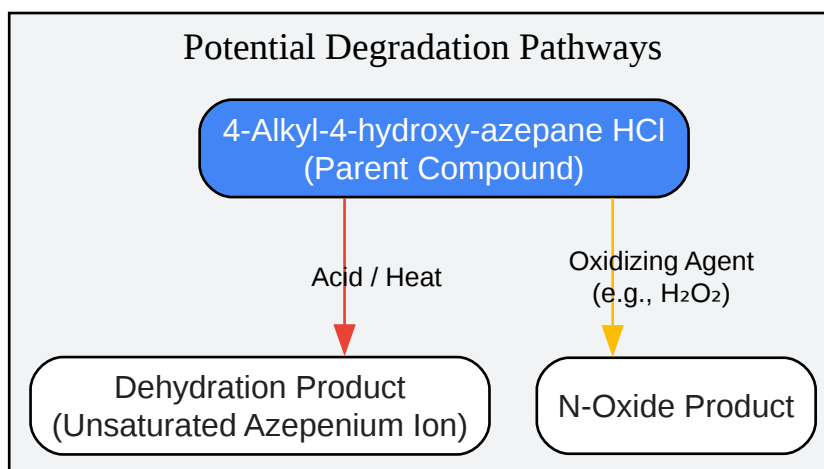 Potential Degradation Pathways
4-Alkyl-4-hydroxy-azepane HCl
(Parent Compound)
Acid / Heat
Oxidizing Agent
(e.g., H₂O₂)
Dehydration Product
(Unsaturated Azepenium Ion)
N-Oxide Product